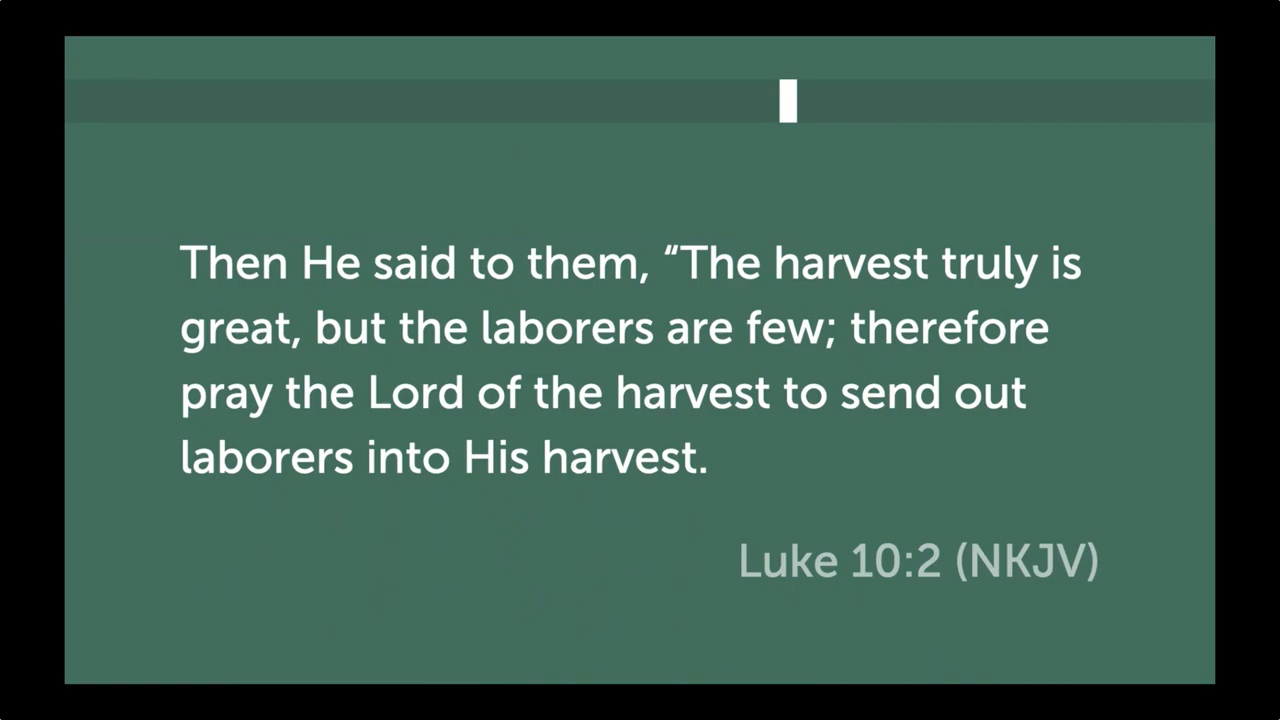 Then He said to them, “The harvest truly is
great, but the laborers are few; therefore
pray the Lord of the harvest to send out
laborers into His harvest.
Luke 10:2 (NKJV)